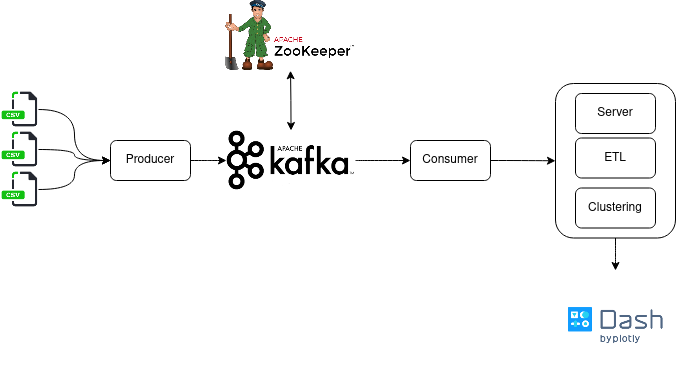 APACHE
ZooKeeper
CSV
CSV
CSV
Producer
APACHE
kafka
Consumer
Server
ETL
Clustering
Dash
by plotly